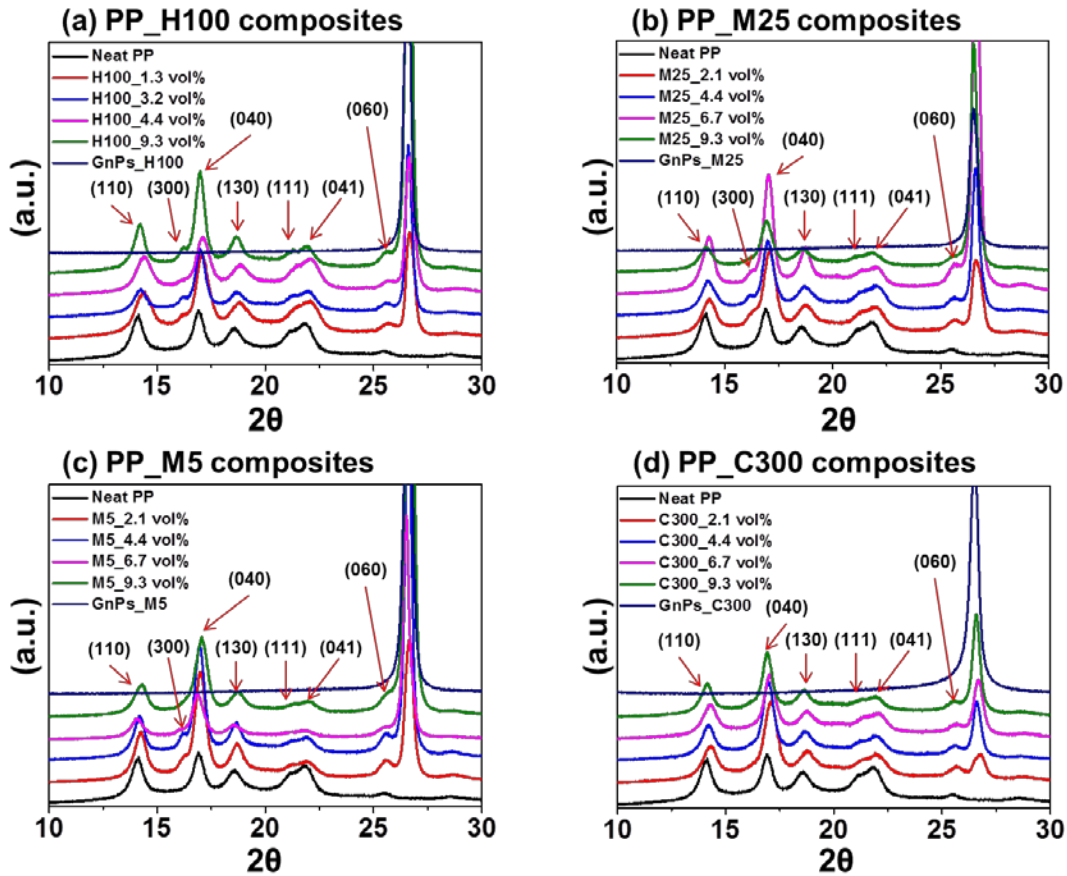 (a) PP_H100 composites
Neat PP
H100_1.3 vol%
H100_3.2 vol%
H100_4.4 vol%
H100_9.3 vol%
GnPs_H100
(110) (300) (040) (130) (111) (041) (060)
(a.u.)
10 15 20 25 30
2θ
(b) PP_M25 composites
Neat PP
M25_2.1 vol%
M25_4.4 vol%
M25_6.7 vol%
M25_9.3 vol%
GnPs_M25
(110) (300) (040) (130) (111) (041) (060)
(a.u.)
10 15 20 25 30
2θ
(c) PP_M5 composites
Neat PP
M5_2.1 vol%
M5_4.4 vol%
M5_6.7 vol%
M5_9.3 vol%
GnPs_M5
(110) (300) (040) (130) (111) (041) (060)
(a.u.)
10 15 20 25 30
2θ
(d) PP_C300 composites
Neat PP
C300_2.1 vol%
C300_4.4 vol%
C300_6.7 vol%
C300_9.3 vol%
GnPs_C300
(110) (040) (130) (111) (041) (060)
(a.u.)
10 15 20 25 30
2θ